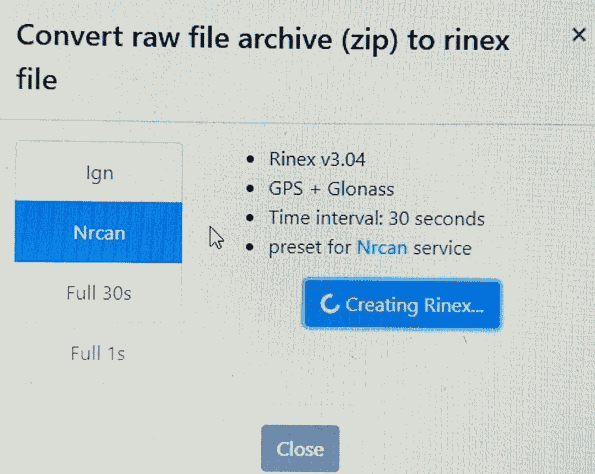 Convert raw file archive (zip) to rinex
file
×
Ign
Nrcan
Full 30s
Full 1s
Rinex v3.04
GPS + Glonass
Time interval: 30 seconds
preset for Nrcan service
Creating Rinex...
Close